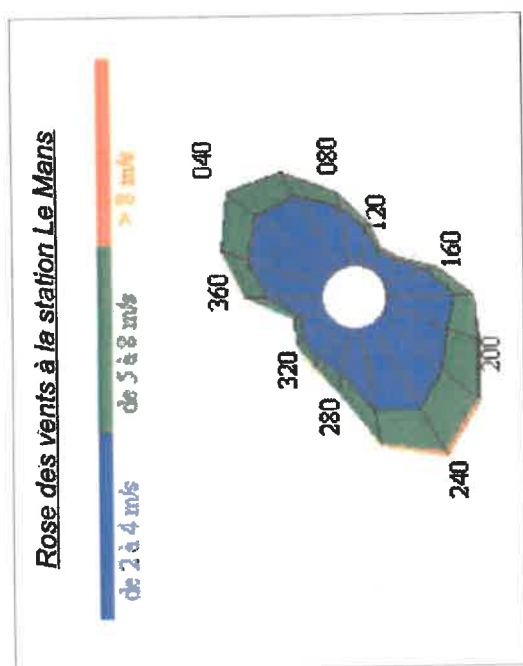 Rose des vents à la station Le Mans
de 2 à 4 m/s
de 5 à 8 m/s
> 8 m/s
360
040
080
120
160
200
240
280
320